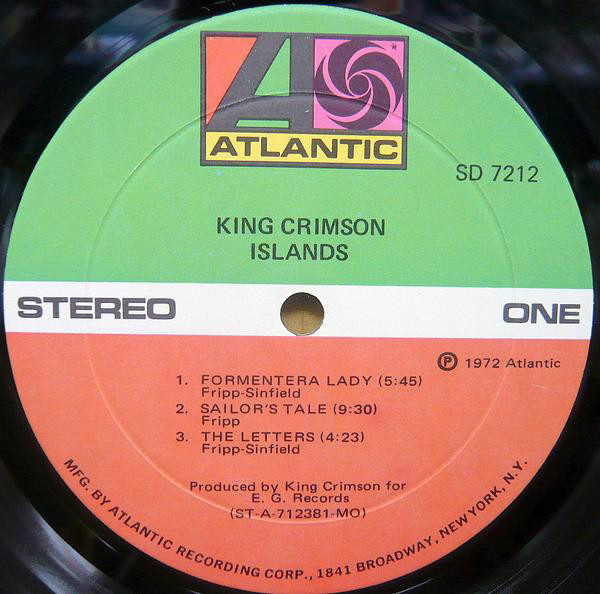 ATLANTIC
SD 7212
KING CRIMSON
ISLANDS
STEREO
ONE
Ⓟ 1972 Atlantic
1. FORMENTERA LADY (5:45)
Fripp-Sinfield
2. SAILOR'S TALE (9:30)
Fripp
3. THE LETTERS (4:23)
Fripp-Sinfield
Produced by King Crimson for
E. G. Records
(ST-A-712381-MO)
MFG. BY ATLANTIC RECORDING CORP., 1841 BROADWAY, NEW YORK, N.Y.